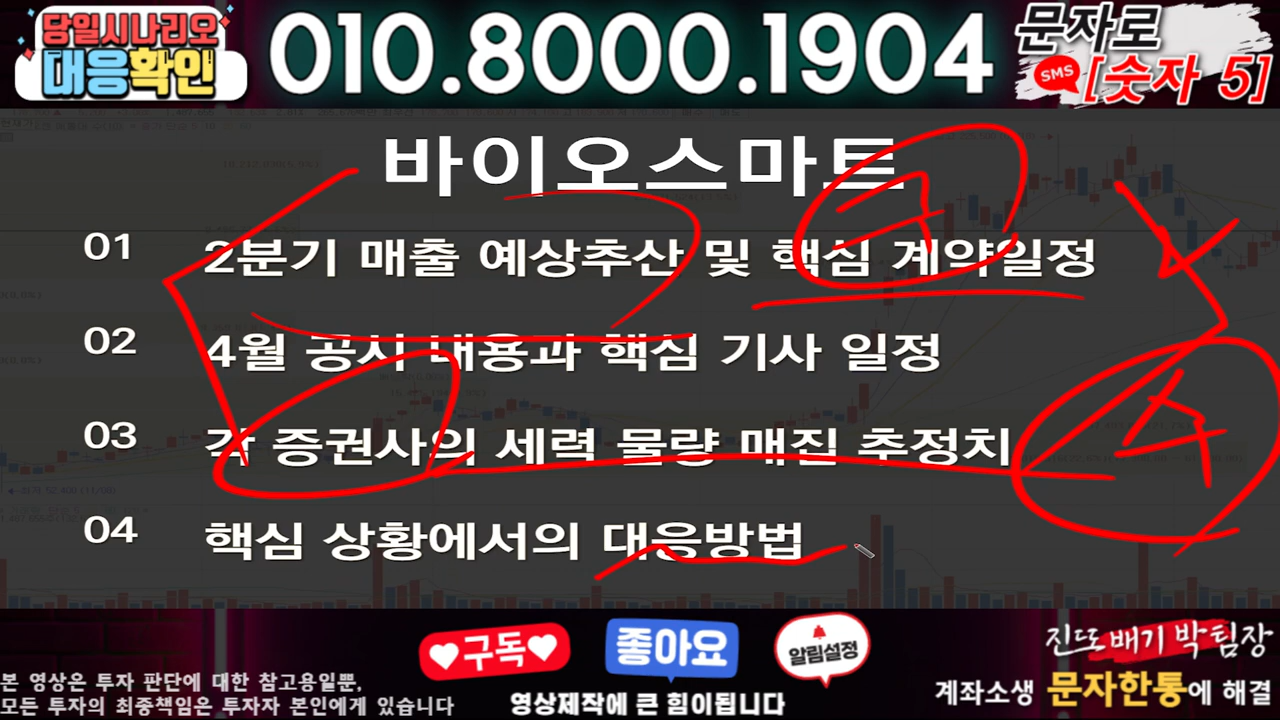 당일시나리오
대응확인
010.8000.1904
문자로
SMS [숫자 5]
바이오스마트
01 2분기 매출 예상추산 및 핵심 계약일정
02 4월 공시 내용과 핵심 기사 일정
03 각 증권사의 세력 물량 매집 추정치
04 핵심 상황에서의 대응방법
구독
좋아요
알림설정
본 영상은 투자 판단에 대한 참고용일뿐,
모든 투자의 최종책임은 투자자 본인에게 있습니다
영상제작에 큰 힘이됩니다
진또배기 박팀장
계좌소생 문자한통에 해결